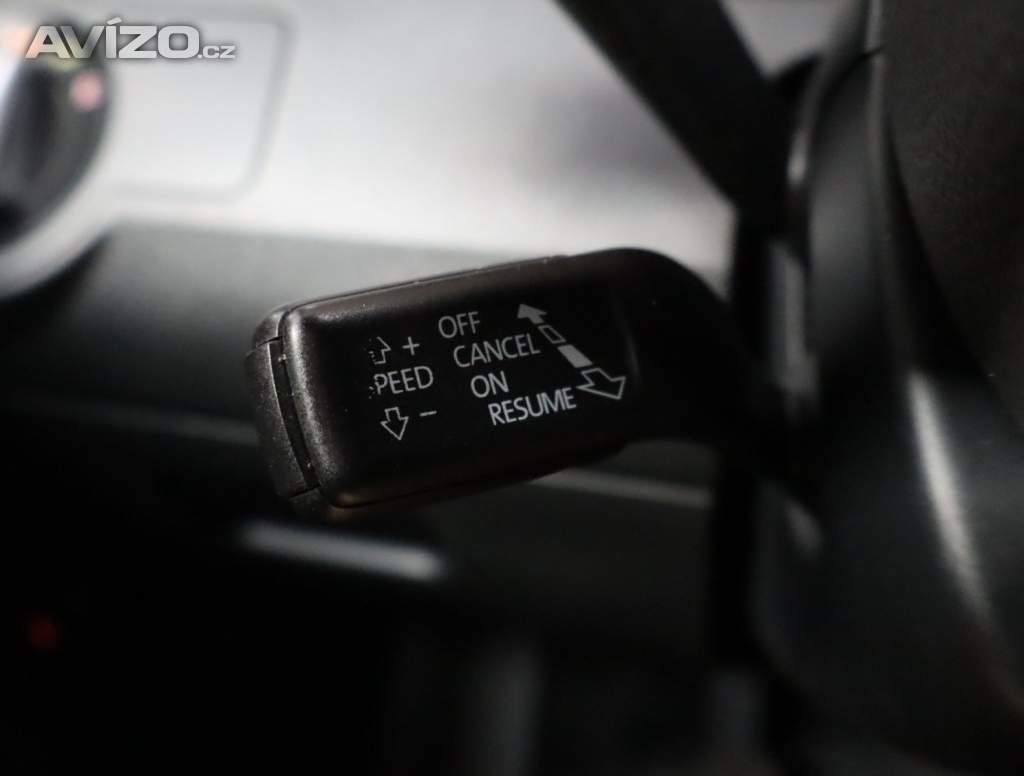 AVÍZO.cz
+ OFF
CANCEL
PEED ON
RESUME
−